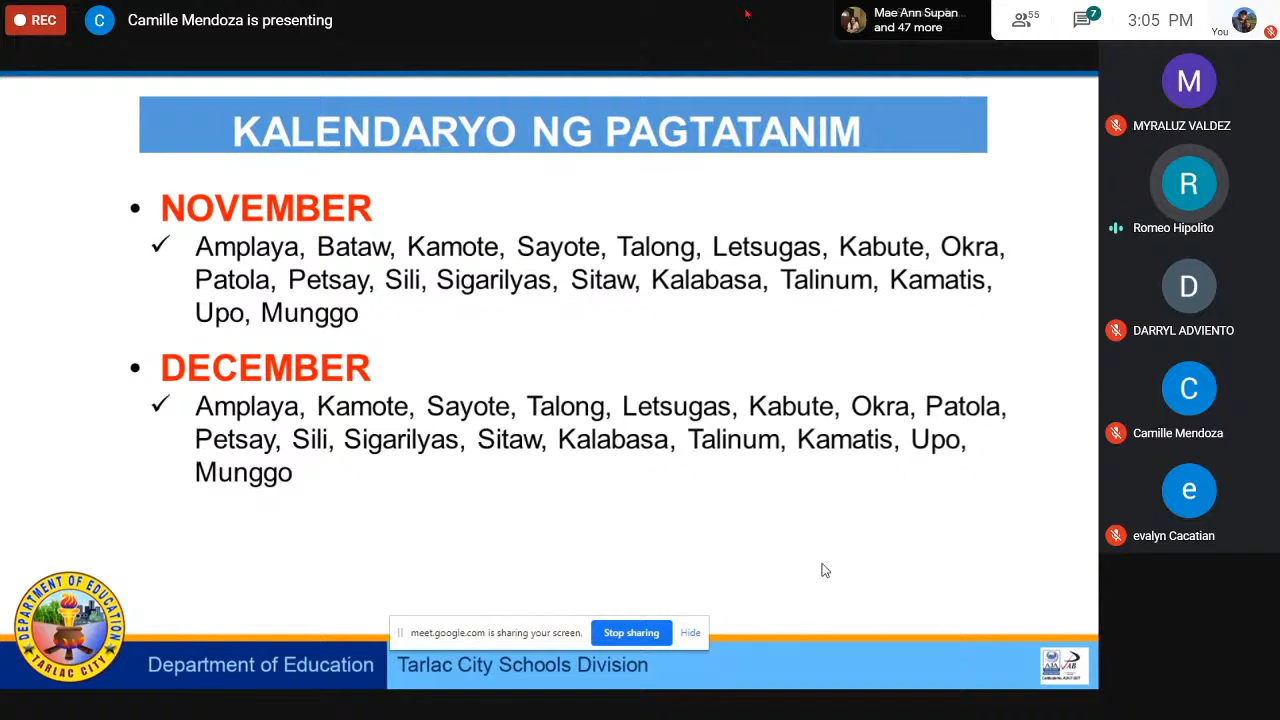 REC
C
Camille Mendoza is presenting
Mae Ann Supan
and 47 more
55
7
3:05 PM
You
KALENDARYO NG PAGTATANIM
• NOVEMBER
✓ Amplaya, Bataw, Kamote, Sayote, Talong, Letsugas, Kabute, Okra,
Patola, Petsay, Sili, Sigarilyas, Sitaw, Kalabasa, Talinum, Kamatis,
Upo, Munggo
• DECEMBER
✓ Amplaya, Kamote, Sayote, Talong, Letsugas, Kabute, Okra, Patola,
Petsay, Sili, Sigarilyas, Sitaw, Kalabasa, Talinum, Kamatis, Upo,
Munggo
M
MYRALUZ VALDEZ
R
Romeo Hipolito
D
DARRYL ADVIENTO
C
Camille Mendoza
e
evalyn Cacatian
meet.google.com is sharing your screen.
Stop sharing
Hide
DEPARTMENT OF EDUCATION
TARLAC CITY
Department of Education
Tarlac City Schools Division